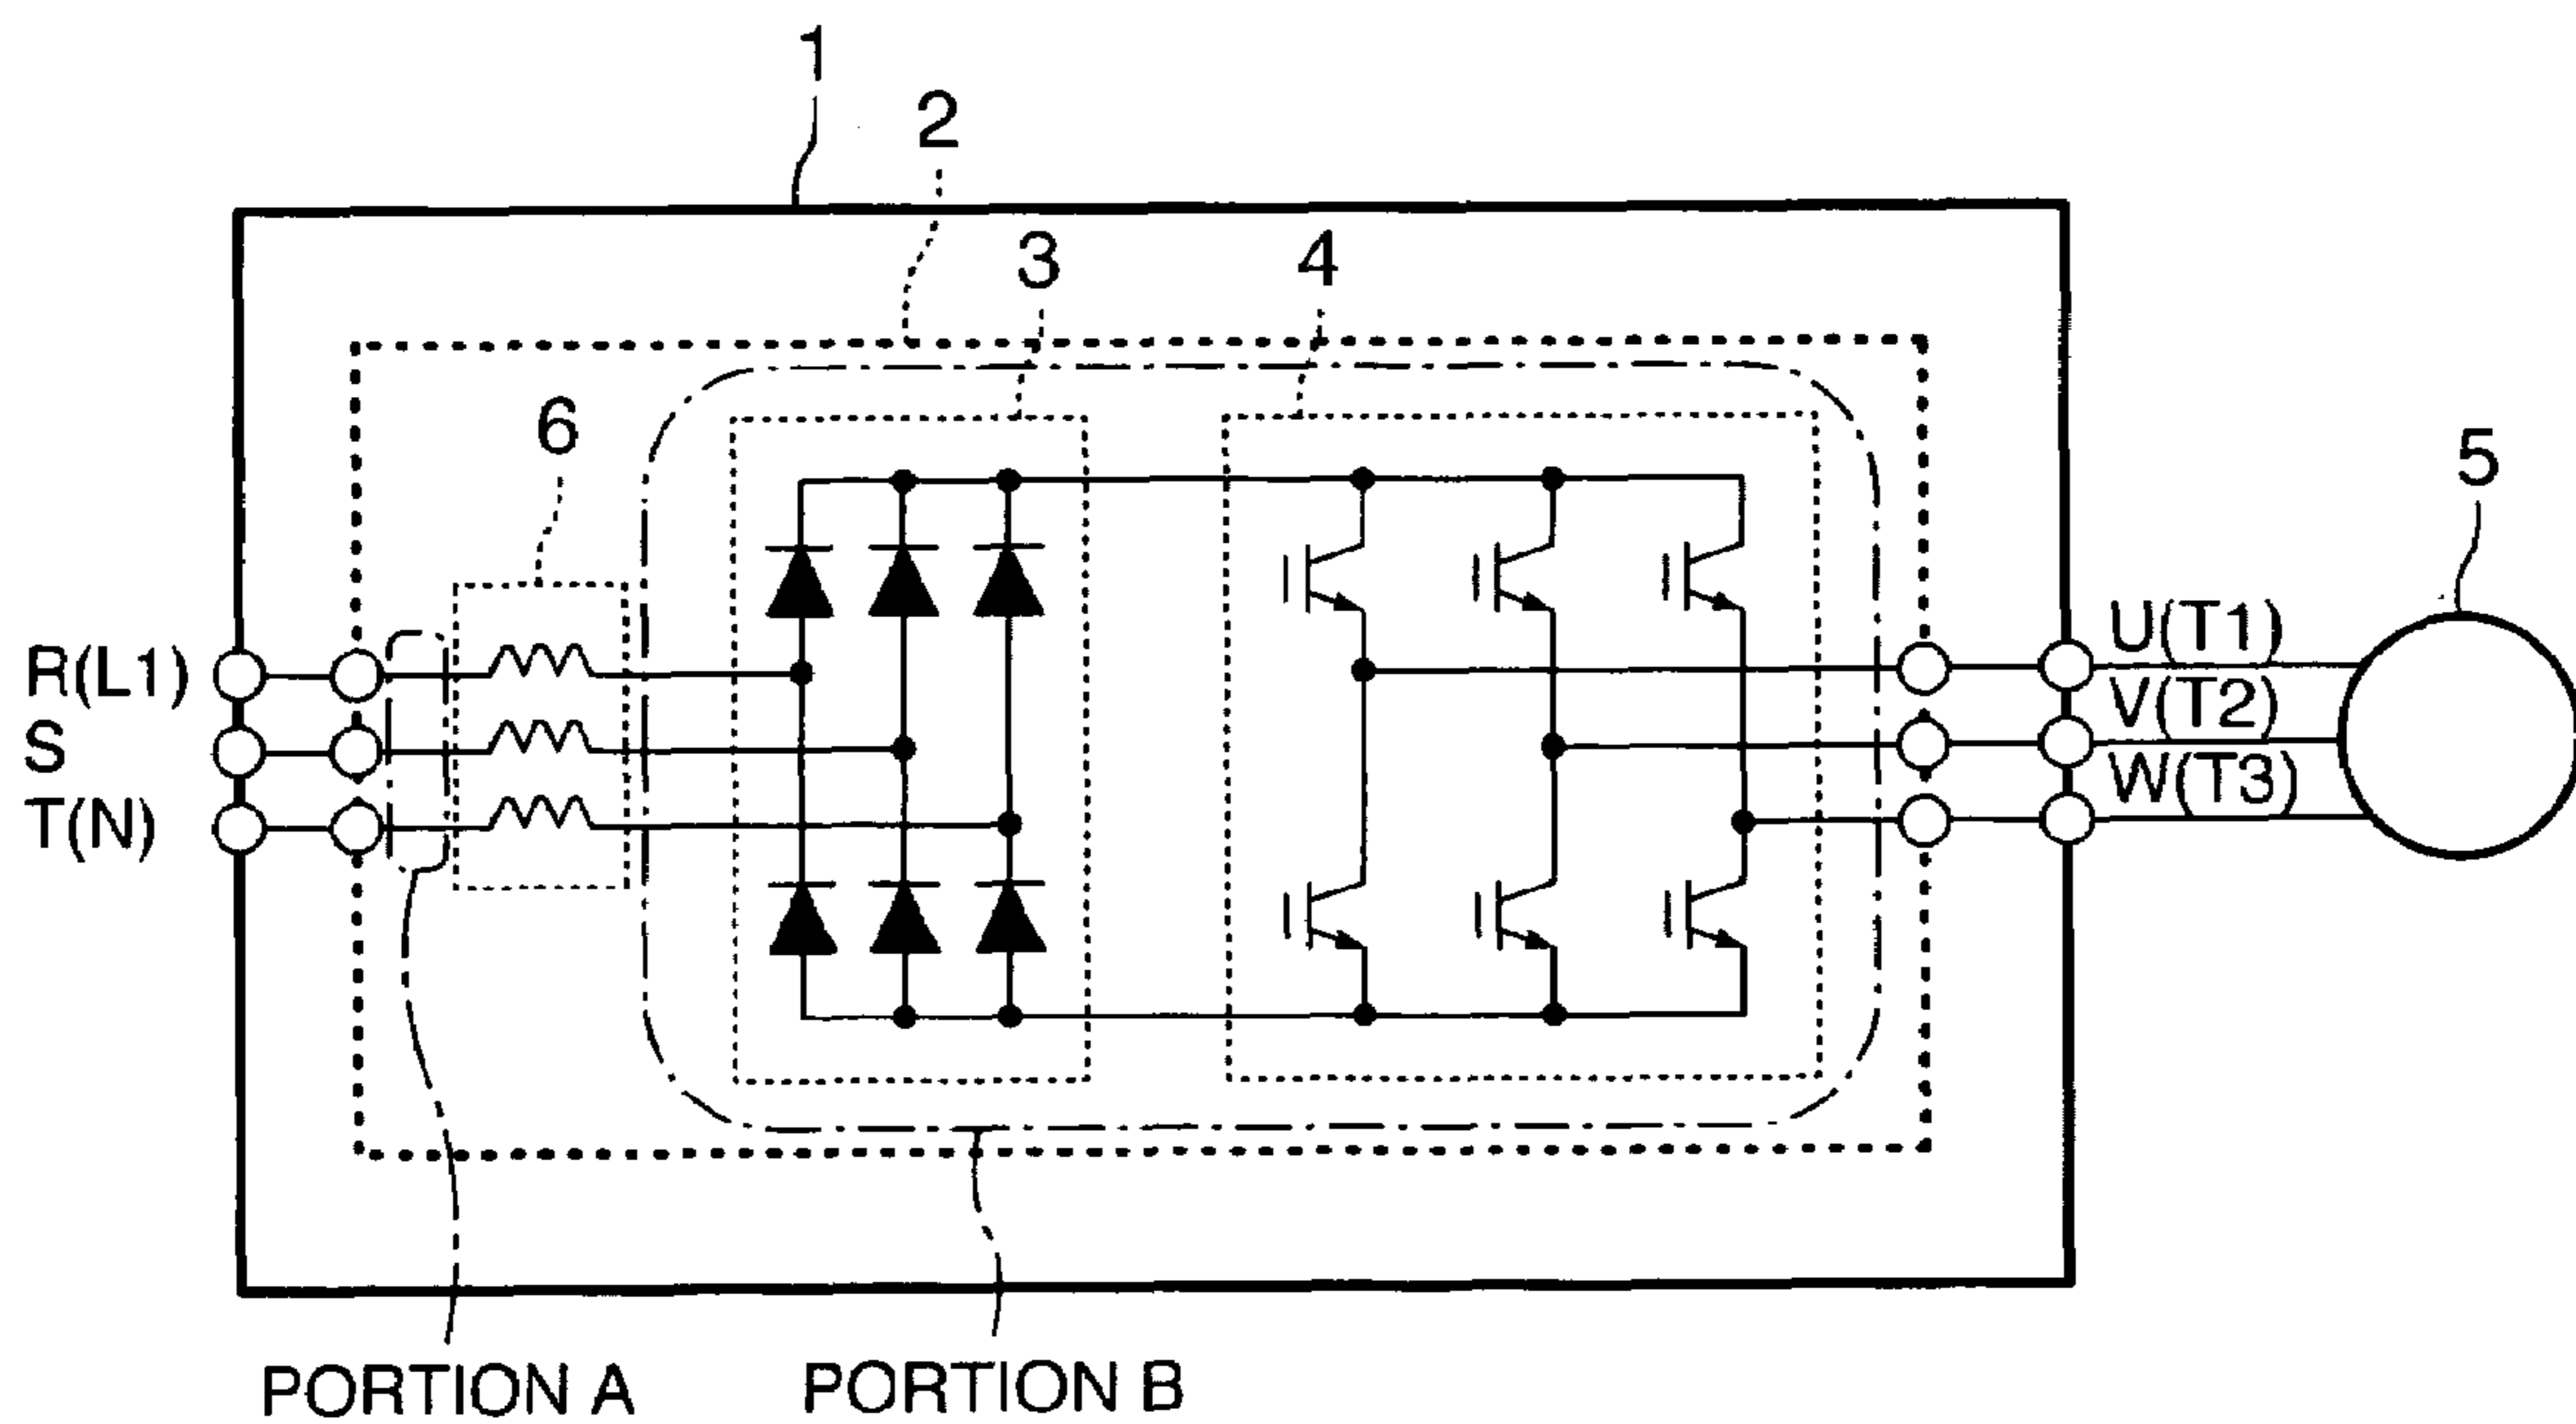 1
2
3
4
6
5
R(L1)
S
T(N)
U(T1)
V(T2)
W(T3)
PORTION A
PORTION B